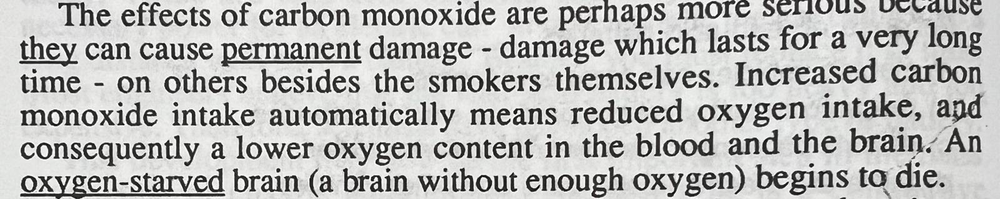 The effects of carbon monoxide are perhaps more serious because
they can cause permanent damage - damage which lasts for a very long
time - on others besides the smokers themselves. Increased carbon
monoxide intake automatically means reduced oxygen intake, and
consequently a lower oxygen content in the blood and the brain. An
oxygen-starved brain (a brain without enough oxygen) begins to die.